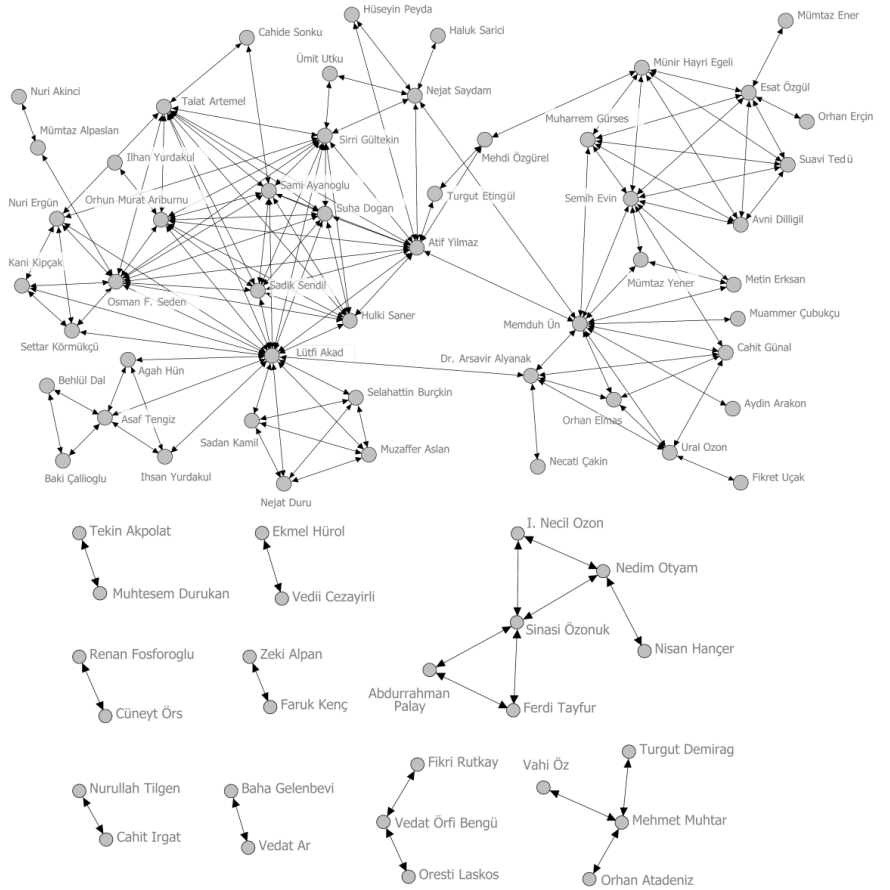 Hüseyin Peyda
Mümtaz Ener
Cahide Sonku
Haluk Sarici
Ümit Utku
Münir Hayri Egeli
Nuri Akinci
Nejat Saydam
Esat Özgül
Talat Artemel
Muharrem Gürses
Orhan Erçin
Mümtaz Alpaslan
Sirri Gültekin
Mehdi Özgürel
Ilhan Yurdakul
Suavi Tedü
Sami Ayanoglu
Turgut Etingül
Semih Evin
Nuri Ergün
Orhun Murat Ariburnu
Suha Dogan
Avni Dilligil
Atif Yilmaz
Kani Kipçak
Mümtaz Yener
Metin Erksan
Osman F. Seden
Sadik Sendil
Hulki Saner
Muammer Çubukçu
Settar Körmükçü
Memduh Ün
Lütfi Akad
Dr. Arsavir Alyanak
Cahit Günal
Agah Hün
Behlül Dal
Selahattin Burçkin
Aydin Arakon
Asaf Tengiz
Orhan Elmas
Sadan Kamil
Muzaffer Aslan
Ural Ozon
Baki Çallioglu
Ihsan Yurdakul
Necati Çakin
Fikret Uçak
Nejat Duru
I. Necil Ozon
Tekin Akpolat
Ekmel Hürol
Nedim Otyam
Muhtesem Durukan
Vedii Cezayirli
Sinasi Özonuk
Nisan Hançer
Renan Fosforoglu
Zeki Alpan
Abdurrahman
Palay
Cüneyt Örs
Faruk Kenç
Ferdi Tayfur
Turgut Demirag
Fikri Rutkay
Vahi Öz
Nurullah Tilgen
Baha Gelenbevi
Vedat Örfi Bengü
Mehmet Muhtar
Cahit Irgat
Vedat Ar
Oresti Laskos
Orhan Atadeniz